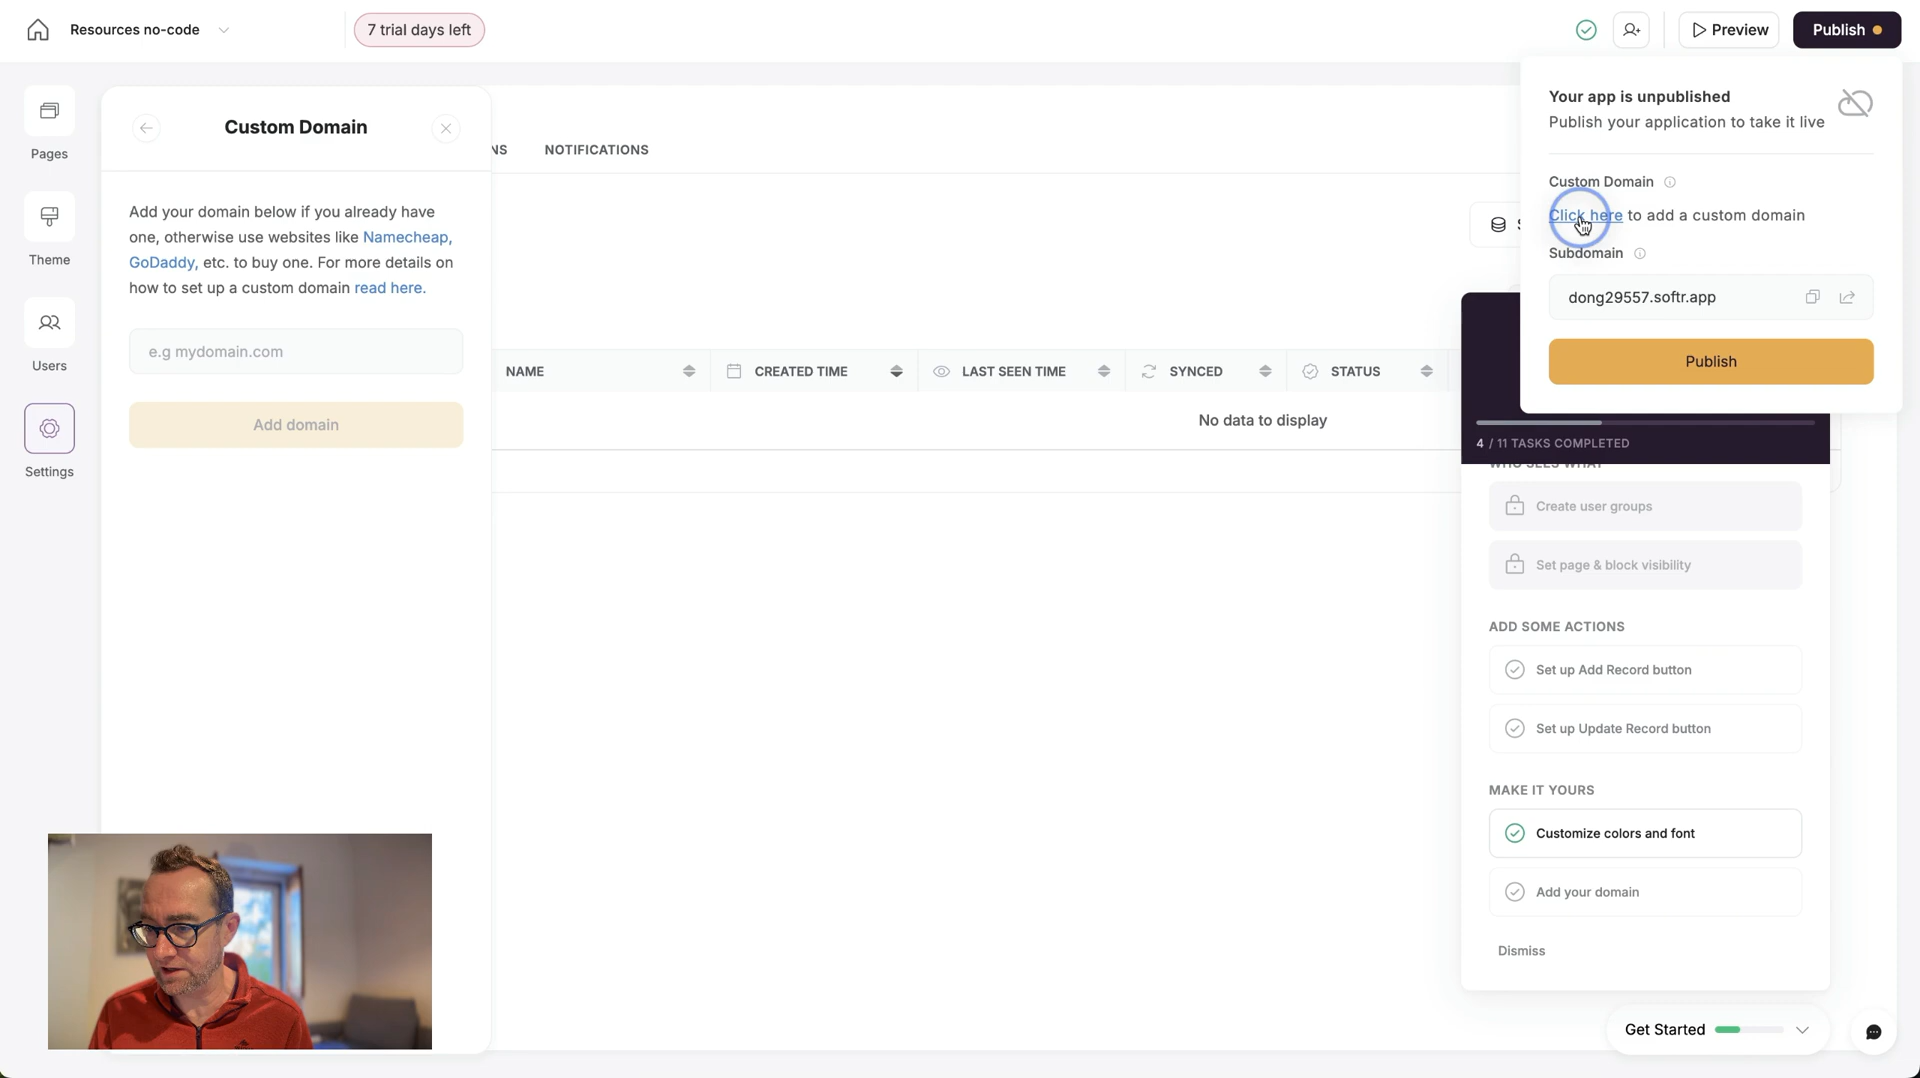 Resources no-code
7 trial days left
Preview
Publish
Pages
Theme
Users
Settings
Custom Domain
Add your domain below if you already have
one, otherwise use websites like Namecheap,
GoDaddy, etc. to buy one. For more details on
how to set up a custom domain read here.
e.g mydomain.com
Add domain
NS
NOTIFICATIONS
NAME
CREATED TIME
LAST SEEN TIME
SYNCED
STATUS
No data to display
Your app is unpublished
Publish your application to take it live
Custom Domain
Click here to add a custom domain
Subdomain
dong29557.softr.app
Publish
4 / 11 TASKS COMPLETED
WHO SEES WHAT
Create user groups
Set page & block visibility
ADD SOME ACTIONS
Set up Add Record button
Set up Update Record button
MAKE IT YOURS
Customize colors and font
Add your domain
Dismiss
Get Started